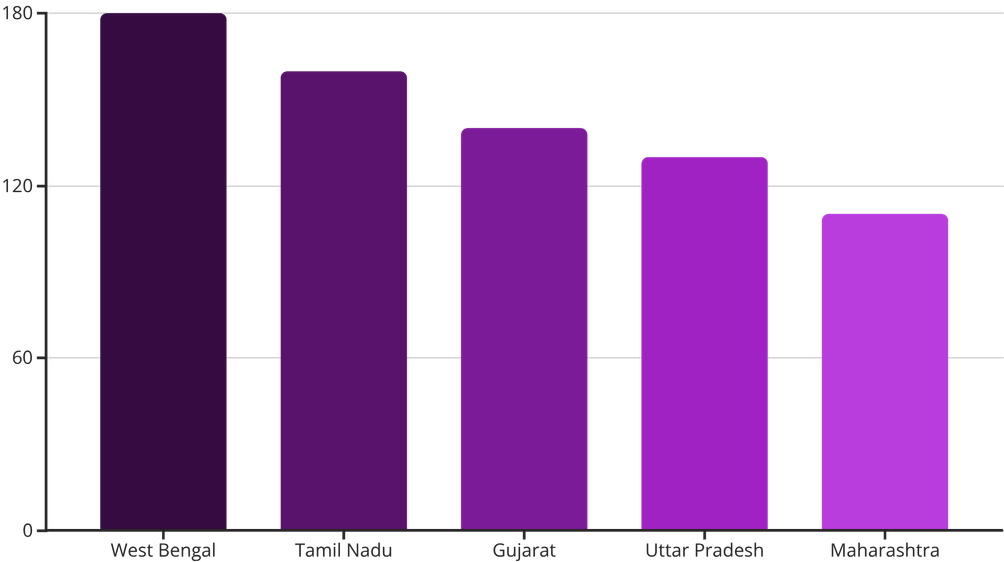 180
120
60
0
West Bengal
Tamil Nadu
Gujarat
Uttar Pradesh
Maharashtra